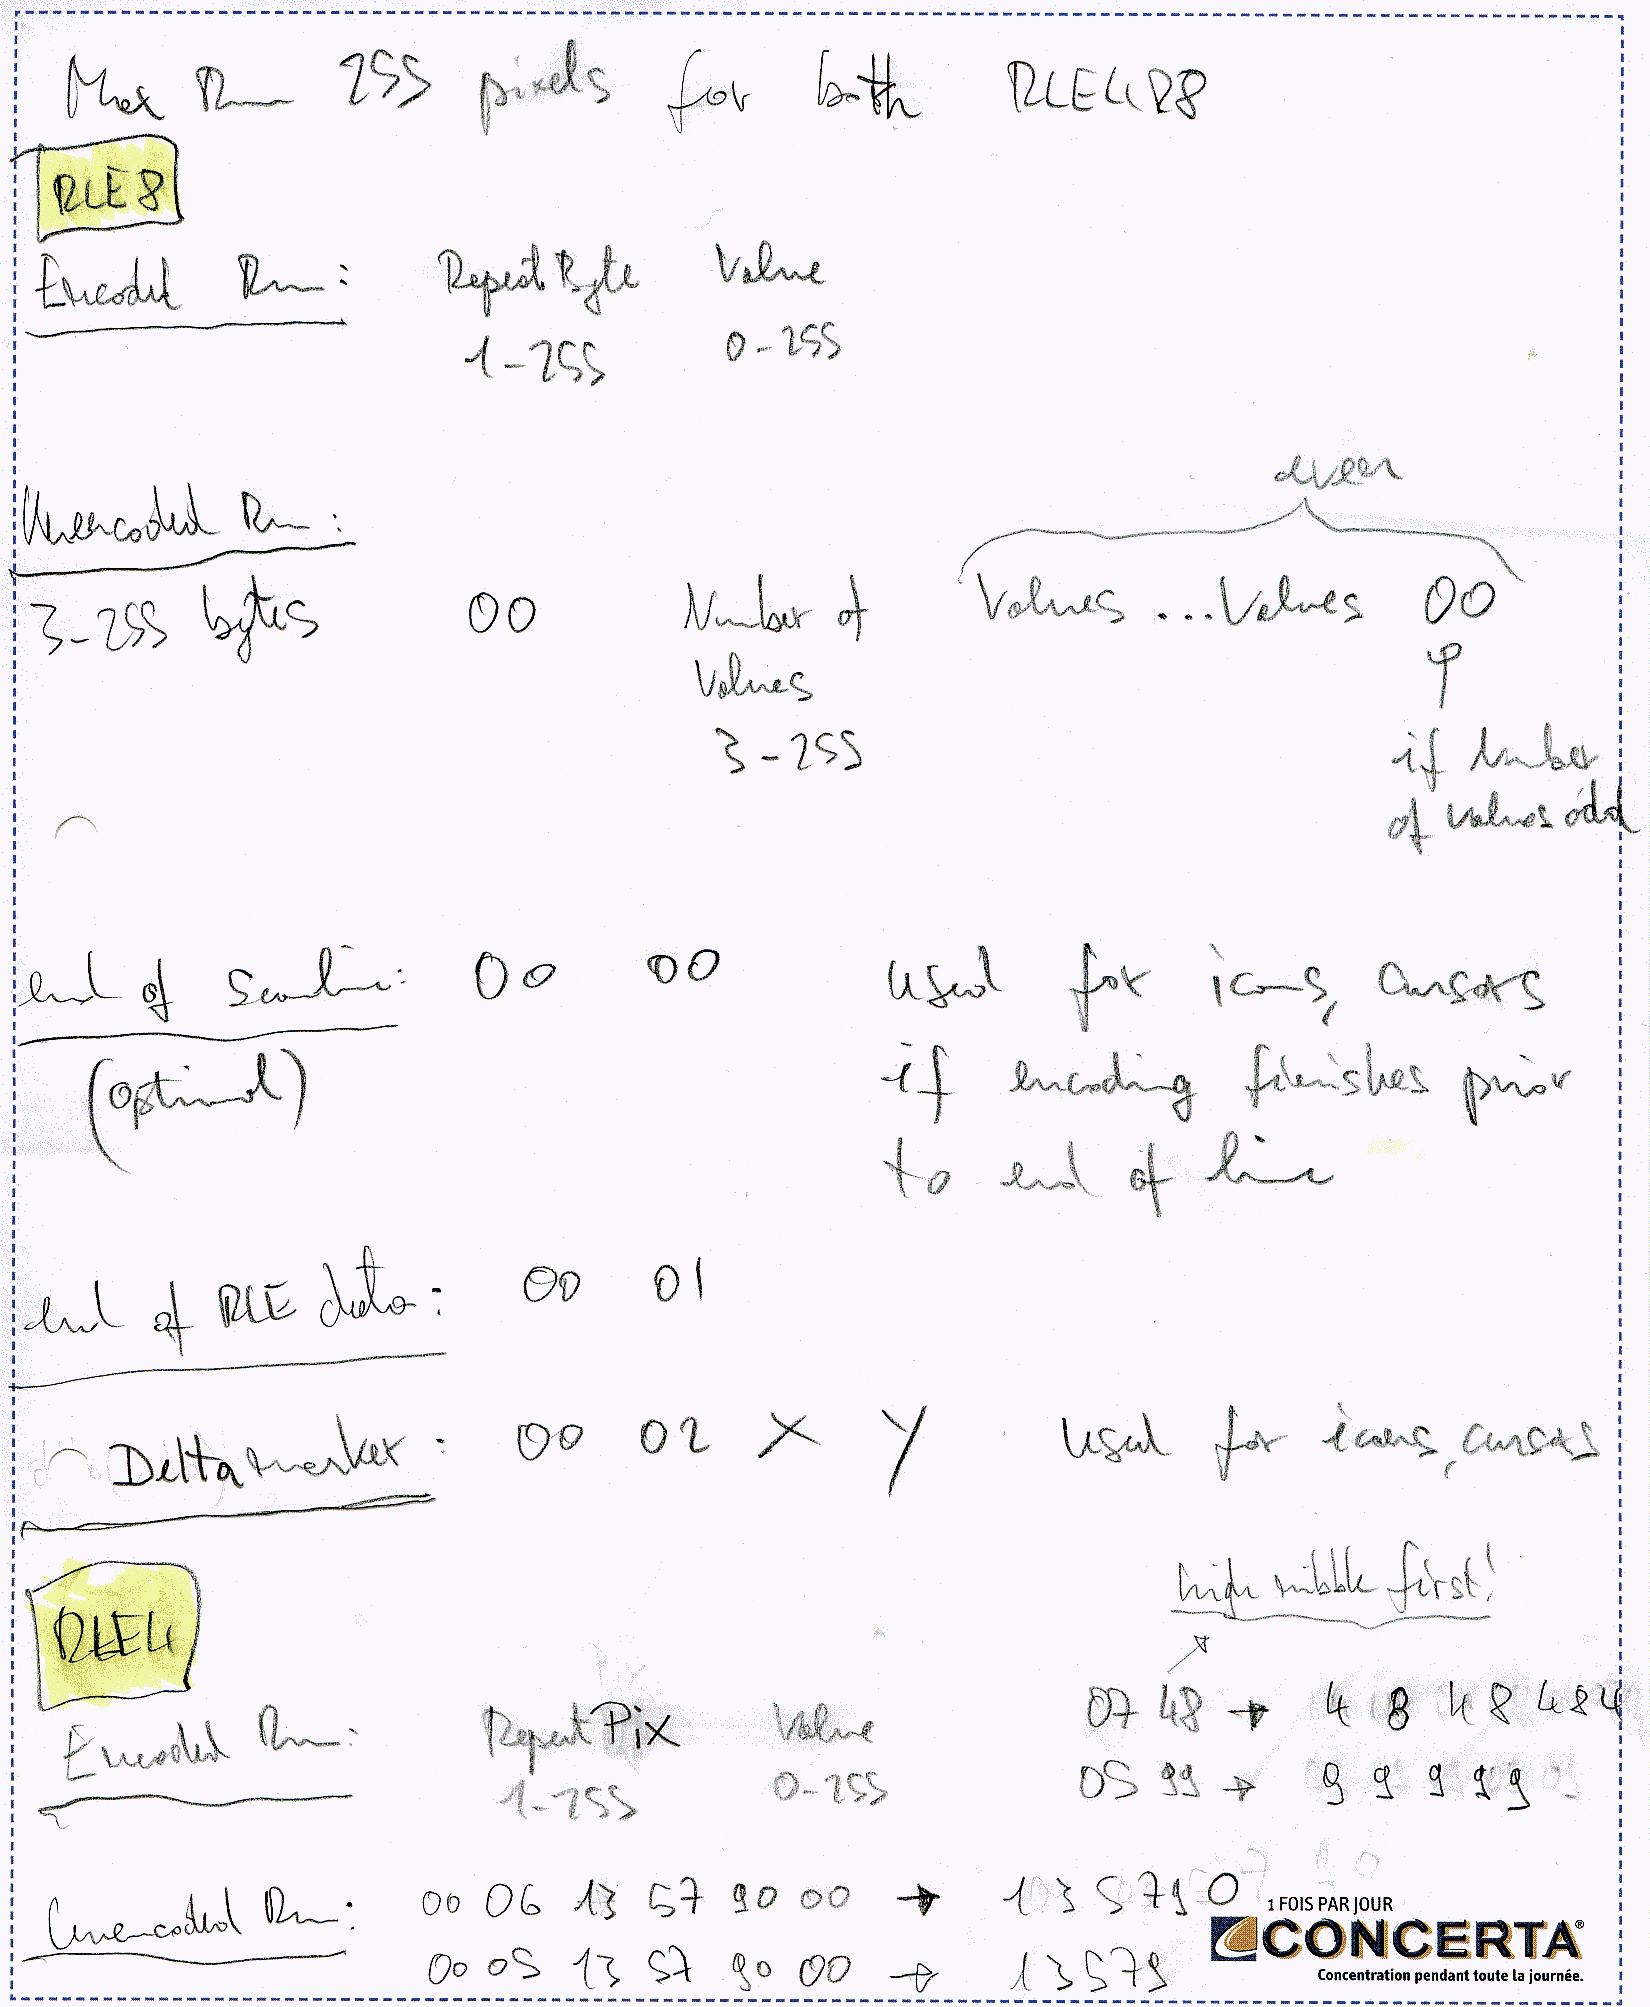 Max Run 255 pixels for both RLE4&8
RLE8
Encoded Run: Repeat Byte Value
1-255 0-255
even
Unencoded Run:
3-255 bytes 00 Number of Values ... Values 00
Values
3-255
if number
of values odd
end of Scanline: 00 00 used for icons, cursors
(optional) if encoding finishes prior
to end of line
end of RLE data: 00 01
Delta marker: 00 02 X Y Used for icons, cursors
high nibble first!
RLE4
07 48 → 4 8 4 8 4 8 4
Encoded Run: Repeat Pix Value
1-255 0-255 05 99 → 9 9 9 9 9
Unencoded Run: 00 06 13 57 90 00 → 1 3 5 7 9 0
00 05 13 57 90 00 → 1 3 5 7 9
1 FOIS PAR JOUR
CONCERTA®
Concentration pendant toute la journée.